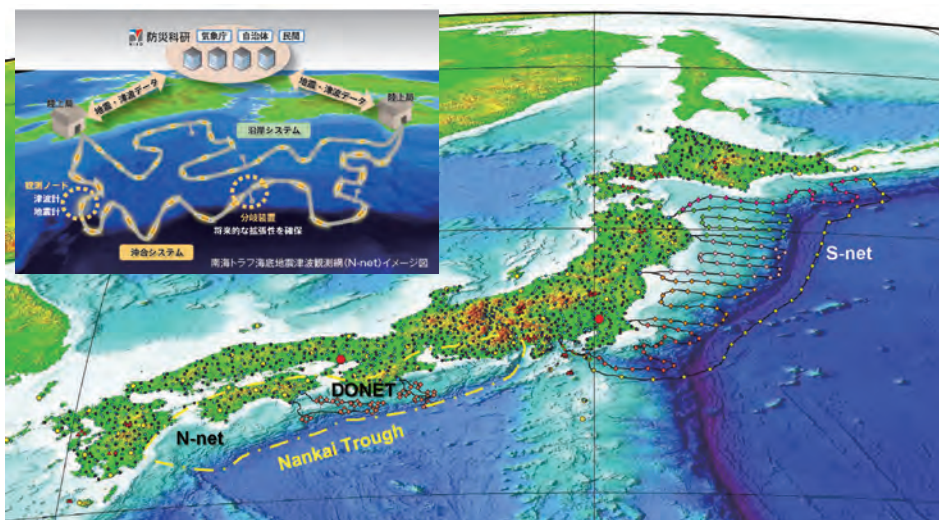 NIED 防災科研 気象庁 自治体 民間
地震・津波データ
地震・津波データ
陸上局
陸上局
沿岸システム
観測ノード
津波計
地震計
分岐装置
将来的な拡張性を確保
沖合システム
南海トラフ海底地震津波観測網(N-net)イメージ図
S-net
DONET
N-net
Nankai Trough